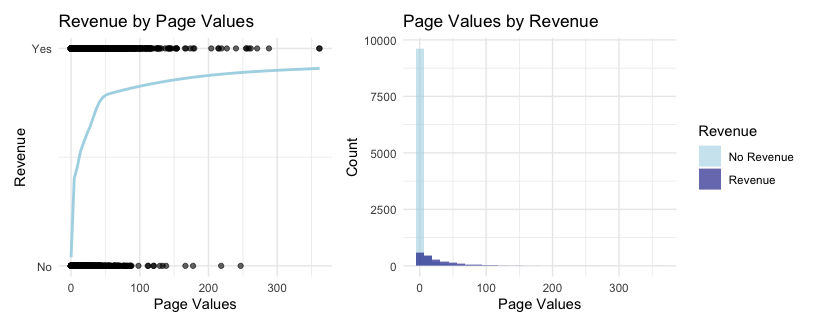 Revenue by Page Values
Yes
No
Revenue
0
100
200
300
Page Values
Page Values by Revenue
10000
7500
5000
2500
0
Count
0
100
200
300
Page Values
Revenue
No Revenue
Revenue